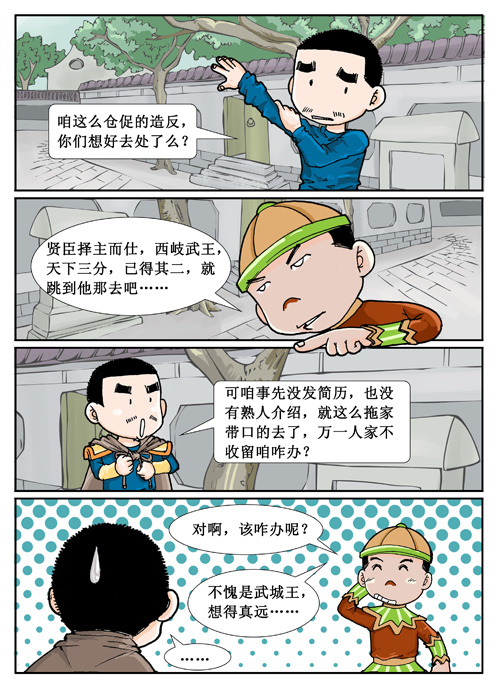 咱这么仓促的造反，
你们想好去处了么？
贤臣择主而仕，西岐武王，
天下三分，已得其二，就
跳到他那去吧……
可咱事先没发简历，也没
有熟人介绍，就这么拖家
带口的去了，万一人家不
收留咱咋办？
对啊，该咋办呢？
不愧是武城王，
想得真远……
……